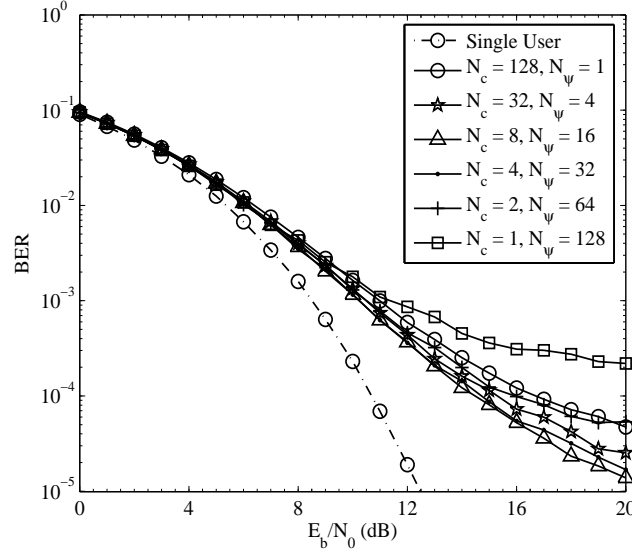 10⁰
10⁻¹
10⁻²
10⁻³
10⁻⁴
10⁻⁵
BER
0
4
8
12
16
20
E_b/N_0 (dB)
Single User
N_c = 128, N_ψ = 1
N_c = 32, N_ψ = 4
N_c = 8, N_ψ = 16
N_c = 4, N_ψ = 32
N_c = 2, N_ψ = 64
N_c = 1, N_ψ = 128